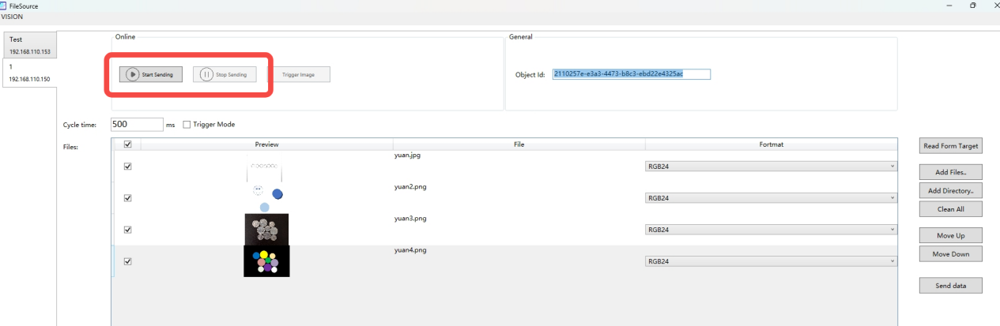 FileSource
VISION
Test
192.168.110.153
1
192.168.110.150
Online
Start Sending
Stop Sending
Trigger Image
General
Object Id: 2110257e-e3a3-4473-b8c3-ebd22e4325ac
Cycle time: 500 ms Trigger Mode
Files:
Preview File Fortmat
yuan.jpg
RGB24
yuan2.png
RGB24
yuan3.png
RGB24
yuan4.png
RGB24
Read Form Target
Add Files..
Add Directory..
Clean All
Move Up
Move Down
Send data